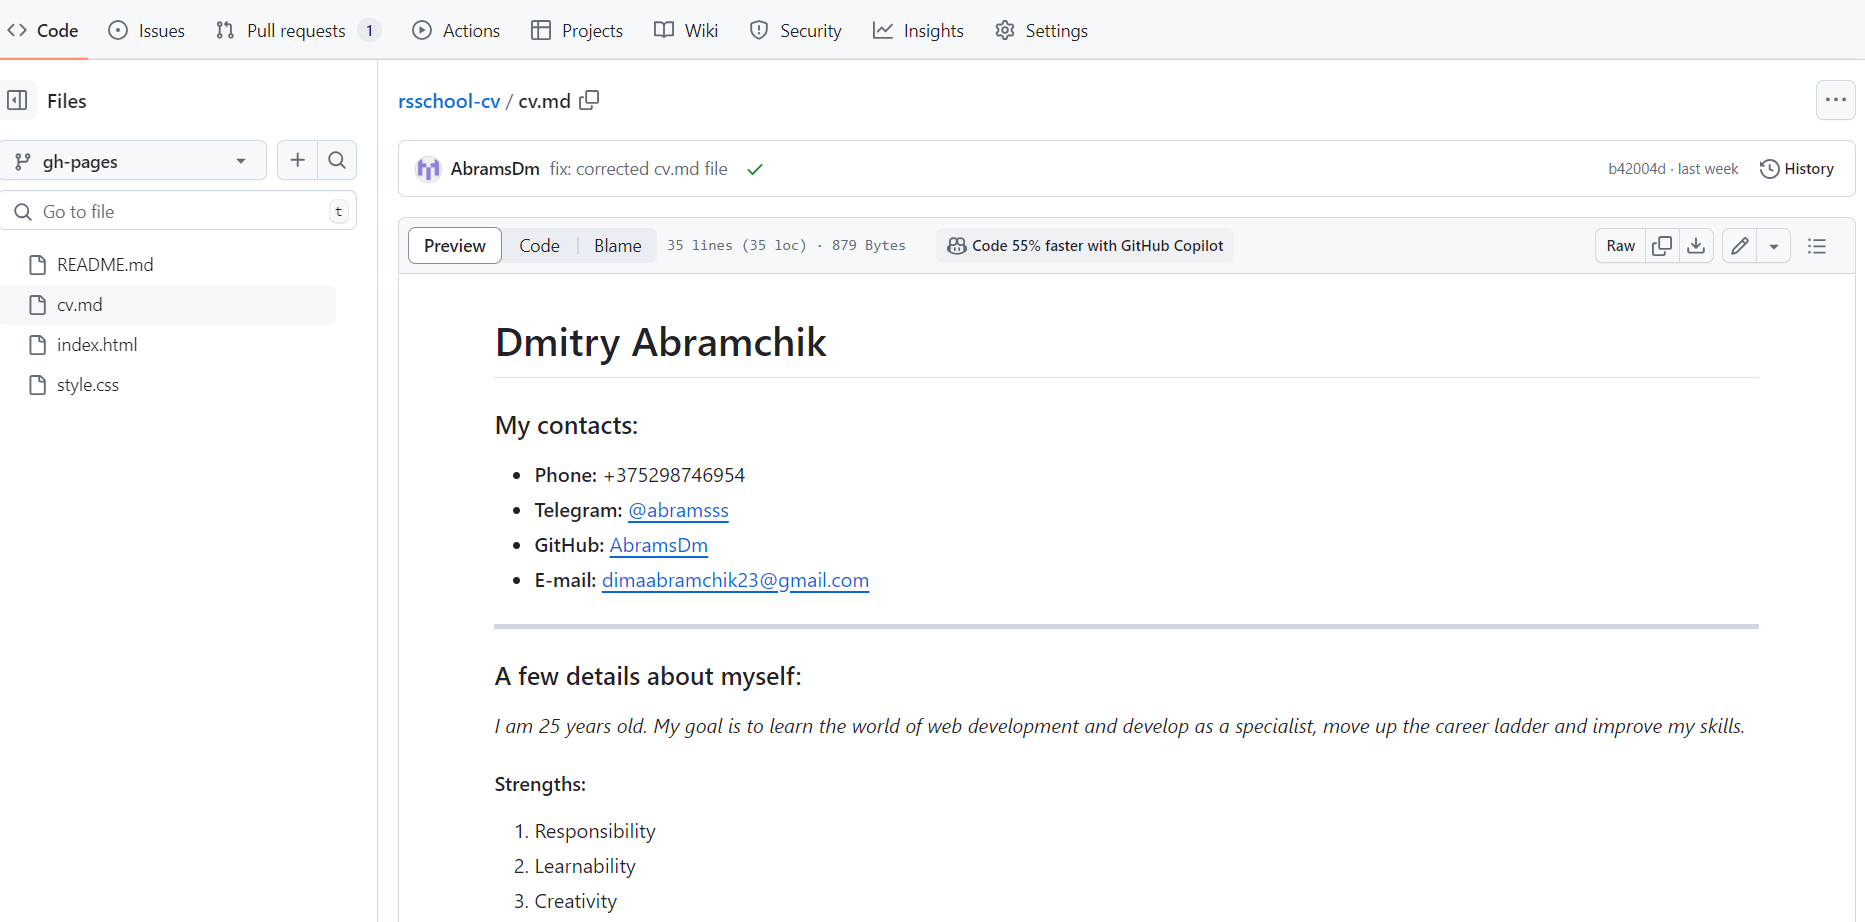 Code Issues Pull requests 1 Actions Projects Wiki Security Insights Settings
Files
gh-pages
Go to file t
README.md
cv.md
index.html
style.css
rsschool-cv / cv.md
AbramsDm fix: corrected cv.md file b42004d · last week History
Preview Code Blame 35 lines (35 loc) · 879 Bytes Code 55% faster with GitHub Copilot Raw
Dmitry Abramchik
My contacts:
• Phone: +375298746954
• Telegram: @abramsss
• GitHub: AbramsDm
• E-mail: dimaabramchik23@gmail.com
A few details about myself:
I am 25 years old. My goal is to learn the world of web development and develop as a specialist, move up the career ladder and improve my skills.
Strengths:
1. Responsibility
2. Learnability
3. Creativity